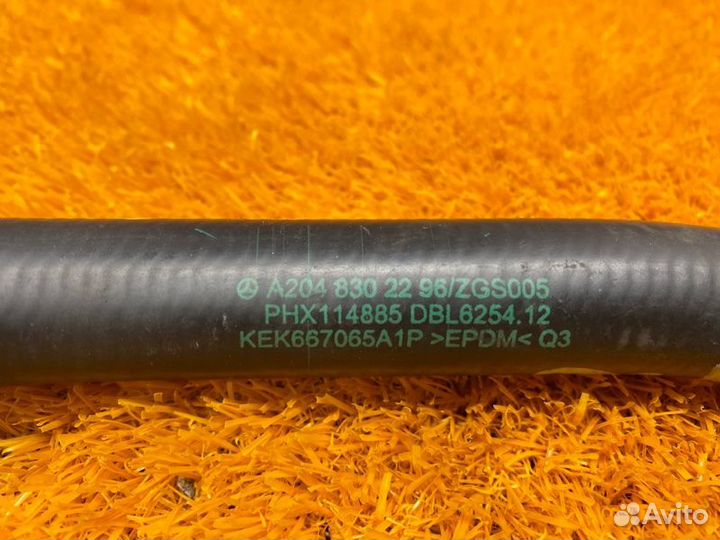 A204 830 22 96/ZGS005
PHX114885 DBL6254.12
KEK667065A1P >EPDM< Q3
Avito